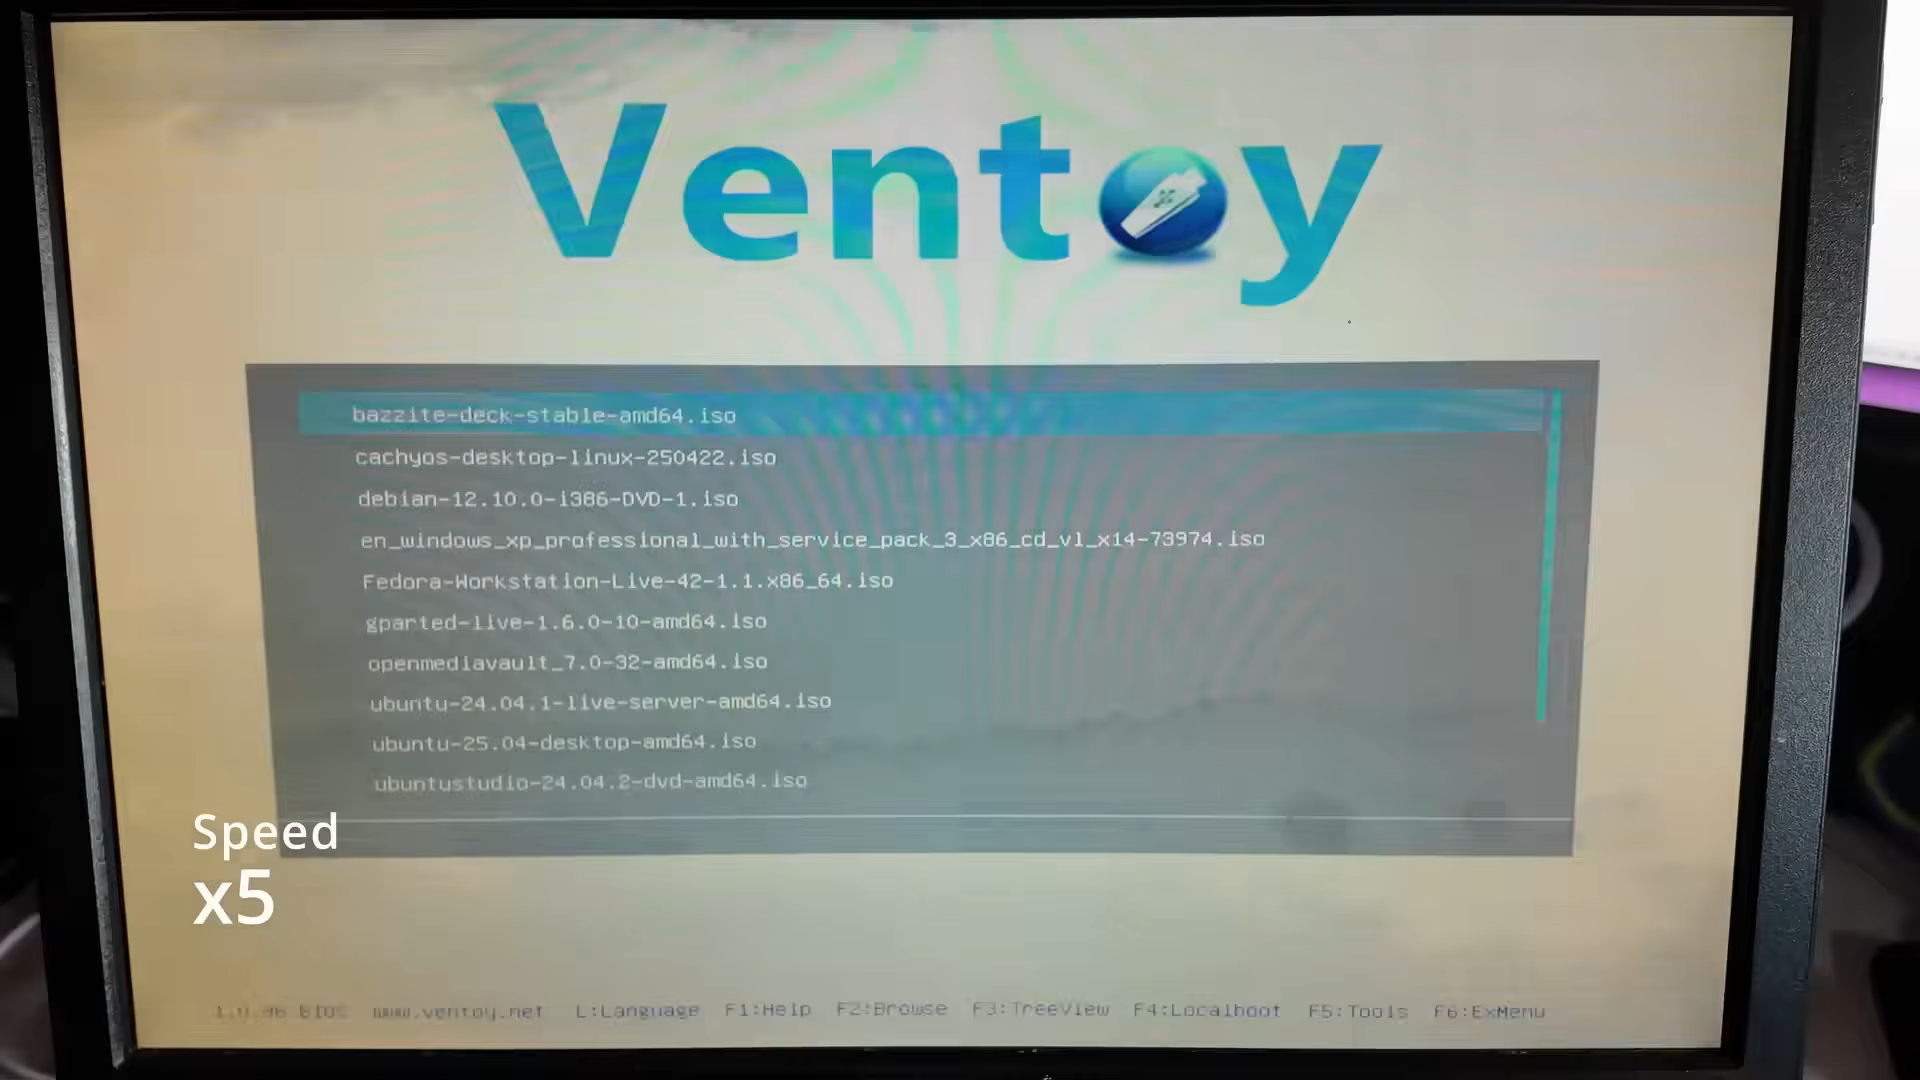 Ventoy
bazzite-deck-stable-amd64.iso
cachyos-desktop-linux-250422.iso
debian-12.10.0-i386-DVD-1.iso
en_windows_xp_professional_with_service_pack_3_x86_cd_vl_x14-73974.iso
Fedora-Workstation-Live-42-1.1.x86_64.iso
gparted-live-1.6.0-10-amd64.iso
openmediavault_7.0-32-amd64.iso
ubuntu-24.04.1-live-server-amd64.iso
ubuntu-25.04-desktop-amd64.iso
ubuntustudio-24.04.2-dvd-amd64.iso
Speed
x5
BIOS www.ventoy.net L:Language F1:Help F2:Browse F3:TreeView F4:Localboot F5:Tools F6:ExMenu